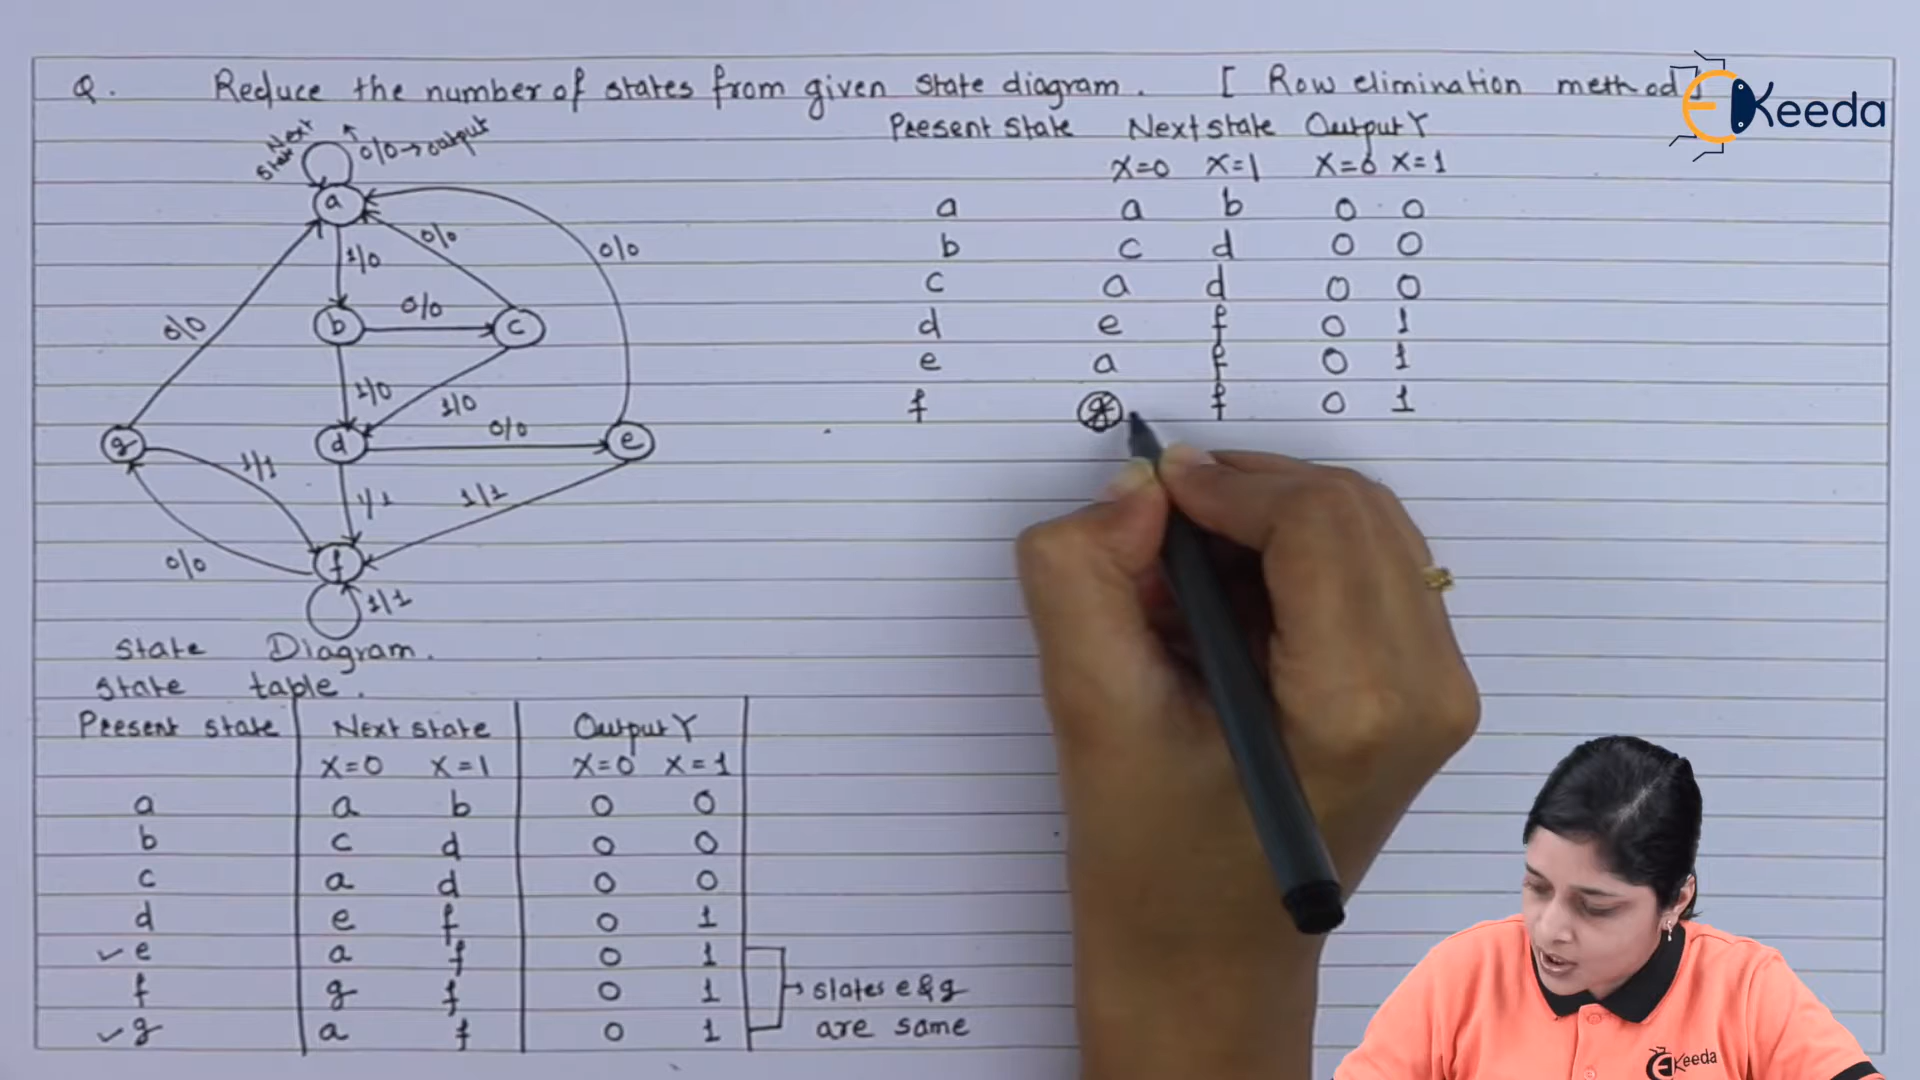 Q. Reduce the number of states from given state diagram. [ Row elimination method ]
EKeeda
Present State Next state Output Y
X=0 X=1 X=0 X=1
a a b 0 0
b c d 0 0
c a d 0 0
d e f 0 1
e a f 0 1
f g f 0 1
Next State
0/0 → output
a
0/0
1/0
0/0
0/0
b
0/0
c
1/0
1/0
g
d
0/0
e
1/1
1/1
1/1
0/0
f
1/1
State Diagram.
State table.
Present state Next state Output Y
X=0 X=1 X=0 X=1
a a b 0 0
b c d 0 0
c a d 0 0
d e f 0 1
✓ e a f 0 1
f g f 0 1 → states e & g
✓ g a f 0 1 are same
EKeeda